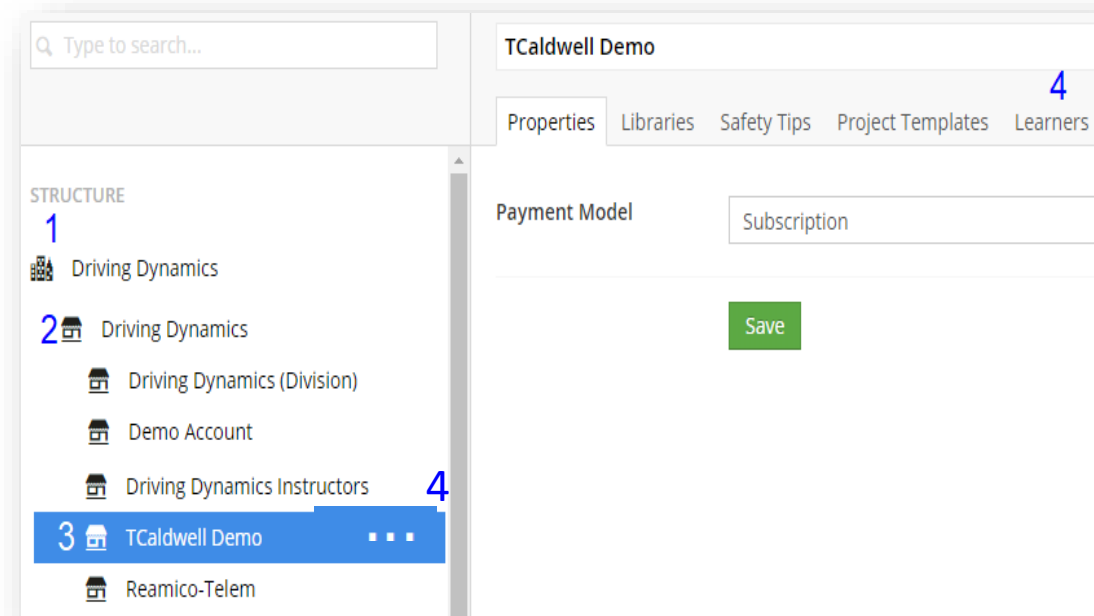 Type to search...
TCaldwell Demo
4
Properties Libraries Safety Tips Project Templates Learners
STRUCTURE
1
Driving Dynamics
2 Driving Dynamics
Driving Dynamics (Division)
Demo Account
Driving Dynamics Instructors 4
3 TCaldwell Demo ...
Reamico-Telem
Payment Model Subscription
Save